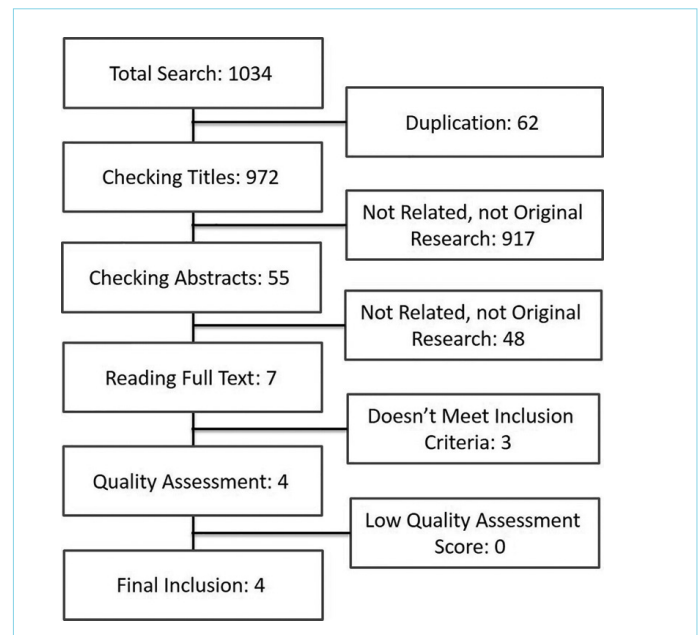 Total Search: 1034
Duplication: 62
Checking Titles: 972
Not Related, not Original
Research: 917
Checking Abstracts: 55
Not Related, not Original
Research: 48
Reading Full Text: 7
Doesn’t Meet Inclusion
Criteria: 3
Quality Assessment: 4
Low Quality Assessment
Score: 0
Final Inclusion: 4